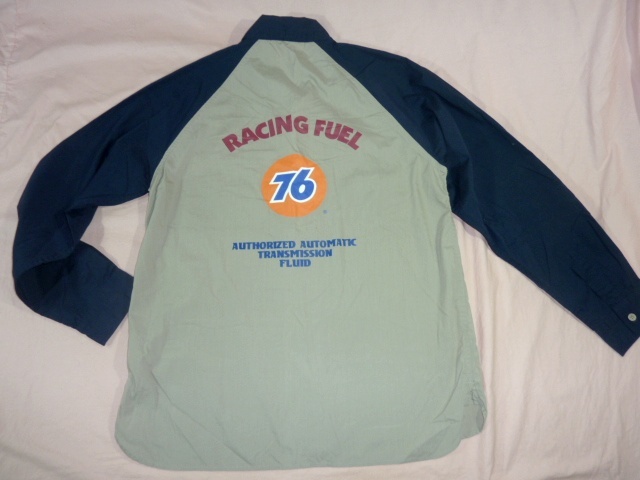 RACING FUEL
76
®
AUTHORIZED AUTOMATIC
TRANSMISSION
FLUID